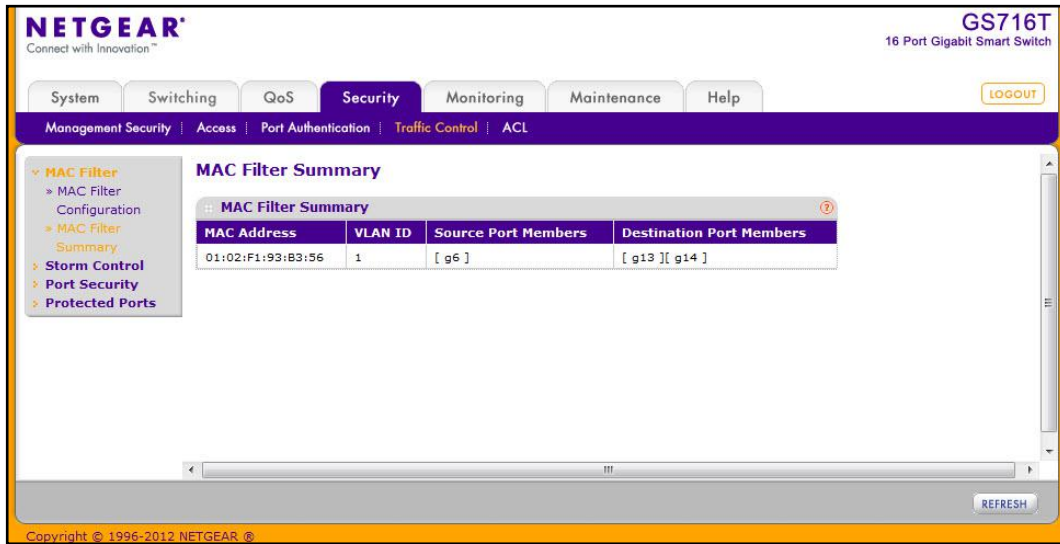 NETGEAR®
Connect with Innovation™
GS716T
16 Port Gigabit Smart Switch
System Switching QoS Security Monitoring Maintenance Help LOGOUT
Management Security Access Port Authentication Traffic Control ACL
MAC Filter
» MAC Filter
Configuration
» MAC Filter
Summary
Storm Control
Port Security
Protected Ports
MAC Filter Summary
MAC Filter Summary ?
MAC Address VLAN ID Source Port Members Destination Port Members
01:02:F1:93:B3:56 1 [ g6 ] [ g13 ][ g14 ]
REFRESH
Copyright © 1996-2012 NETGEAR ®